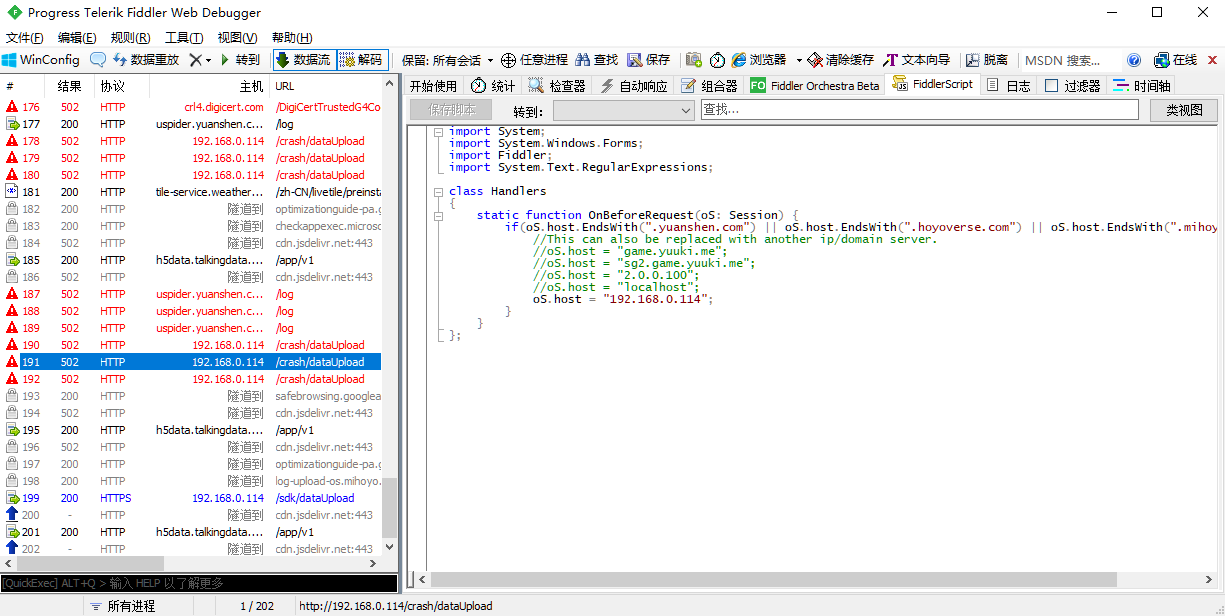 Progress Telerik Fiddler Web Debugger
文件(F) 编辑(E) 规则(R) 工具(T) 视图(V) 帮助(H)
WinConfig 数据重放 转到 数据流 解码 保留: 所有会话 任意进程 查找 保存 浏览器 清除缓存 文本向导 脱离 MSDN 搜索... 在线
# 结果 协议 主机 URL
176 502 HTTP crl4.digicert.com /DigiCertTrustedG4Co
177 200 HTTP uspider.yuanshen.c... /log
178 502 HTTP 192.168.0.114 /crash/dataUpload
179 502 HTTP 192.168.0.114 /crash/dataUpload
180 502 HTTP 192.168.0.114 /crash/dataUpload
181 200 HTTP tile-service.weather... /zh-CN/livetile/preinsta
182 200 HTTP 隧道到 optimizationguide-pa.g
183 200 HTTP 隧道到 checkappexec.microso
184 502 HTTP 隧道到 cdn.jsdelivr.net:443
185 200 HTTP h5data.talkingdata.... /app/v1
186 502 HTTP 隧道到 cdn.jsdelivr.net:443
187 502 HTTP uspider.yuanshen.c... /log
188 502 HTTP uspider.yuanshen.c... /log
189 502 HTTP uspider.yuanshen.c... /log
190 502 HTTP 192.168.0.114 /crash/dataUpload
191 502 HTTP 192.168.0.114 /crash/dataUpload
192 502 HTTP 192.168.0.114 /crash/dataUpload
193 200 HTTP 隧道到 safebrowsing.googlea
194 502 HTTP 隧道到 cdn.jsdelivr.net:443
195 200 HTTP h5data.talkingdata.... /app/v1
196 502 HTTP 隧道到 cdn.jsdelivr.net:443
197 200 HTTP 隧道到 optimizationguide-pa.g
198 200 HTTP 隧道到 log-upload-os.mihoyo.
199 200 HTTPS 192.168.0.114 /sdk/dataUpload
200 - HTTP 隧道到 cdn.jsdelivr.net:443
201 200 HTTP h5data.talkingdata.... /app/v1
202 - HTTP 隧道到 cdn.jsdelivr.net:443
[QuickExec] ALT+Q > 输入 HELP 以了解更多
开始使用 统计 检查器 自动响应 组合器 FO Fiddler Orchestra Beta FiddlerScript 日志 过滤器 时间轴
保存脚本 转到: 查找... 类视图
import System;
import System.Windows.Forms;
import Fiddler;
import System.Text.RegularExpressions;
class Handlers
{
static function OnBeforeRequest(oS: Session) {
if(oS.host.EndsWith(".yuanshen.com") || oS.host.EndsWith(".hoyoverse.com") || oS.host.EndsWith(".mihoy
//This can also be replaced with another ip/domain server.
//oS.host = "game.yuuki.me";
//oS.host = "sg2.game.yuuki.me";
//oS.host = "2.0.0.100";
//oS.host = "localhost";
oS.host = "192.168.0.114";
}
}
};
所有进程 1 / 202 http://192.168.0.114/crash/dataUpload